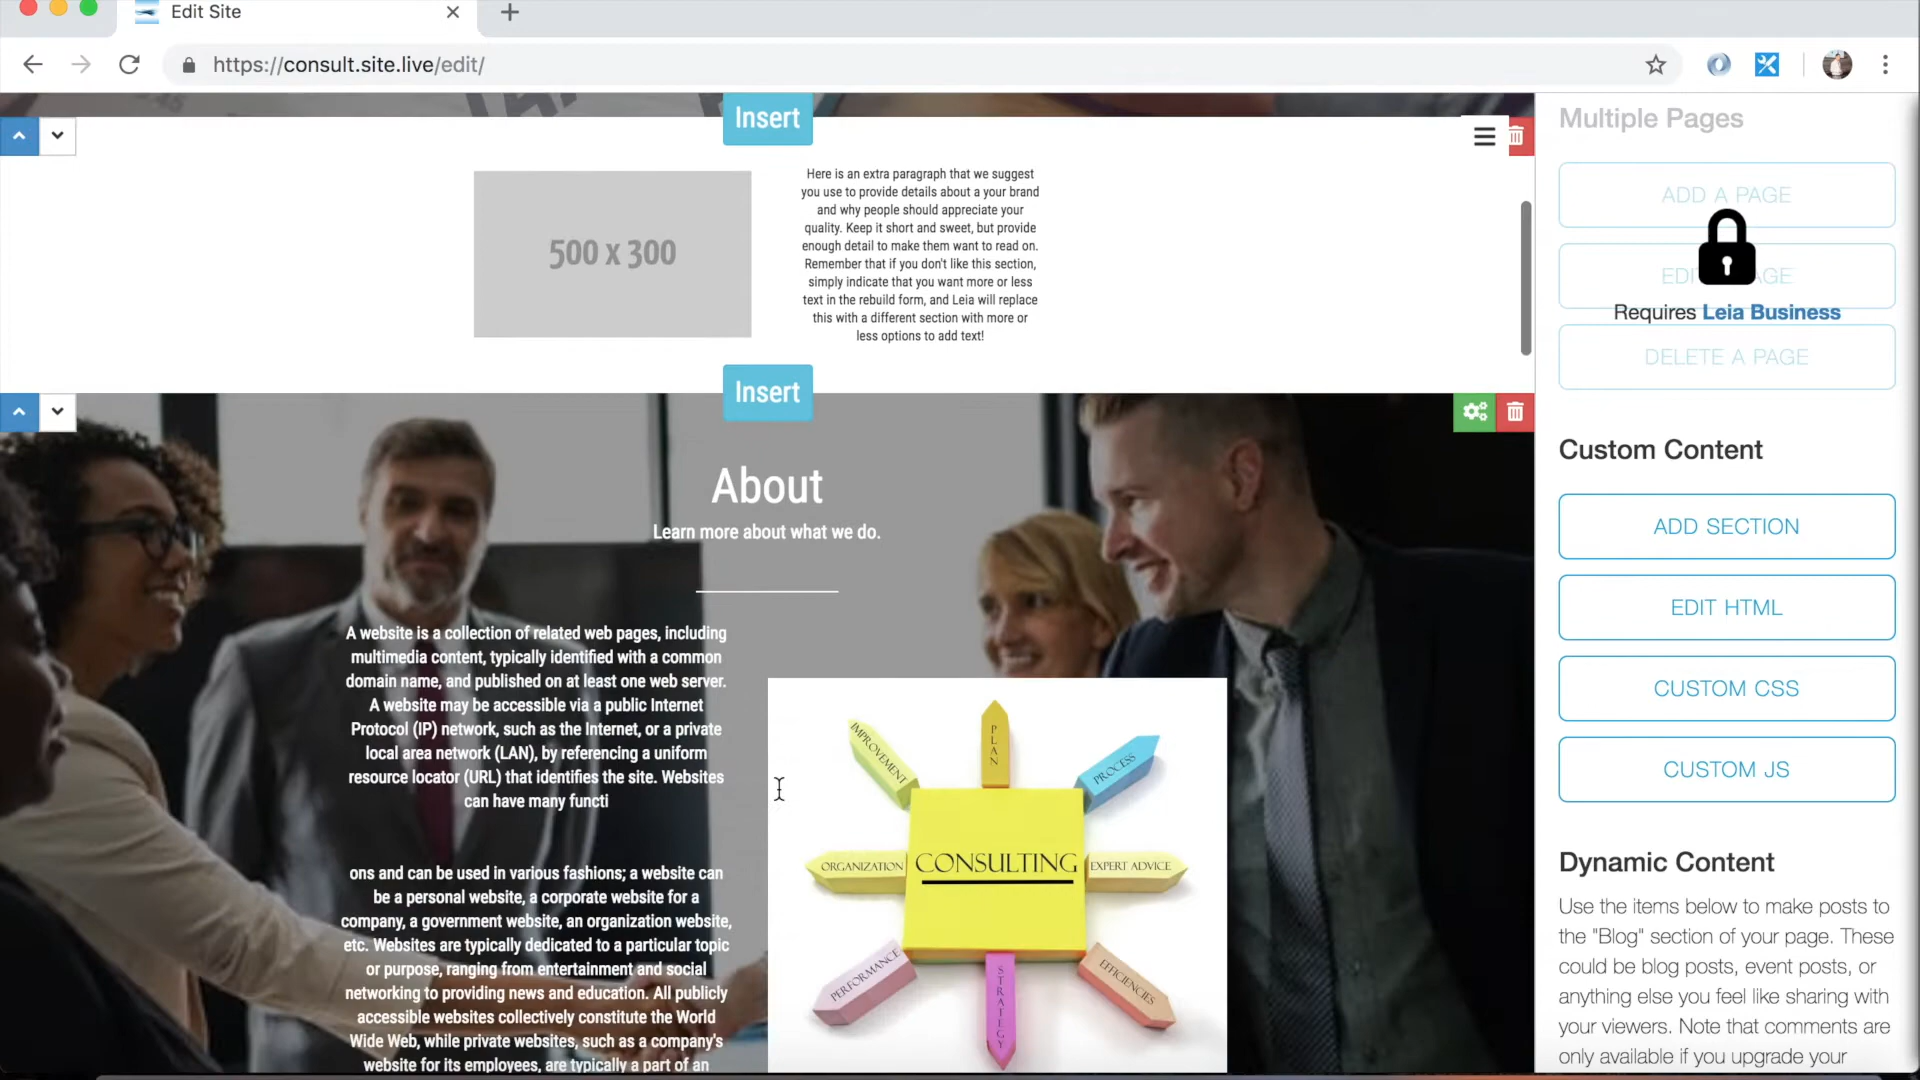 Edit Site
https://consult.site.live/edit/
Insert
Here is an extra paragraph that we suggest
you use to provide details about a your brand
and why people should appreciate your
quality. Keep it short and sweet, but provide
enough detail to make them want to read on.
Remember that if you don't like this section,
simply indicate that you want more or less
text in the rebuild form, and Leia will replace
this with a different section with more or
less options to add text!
500 x 300
Insert
About
Learn more about what we do.
A website is a collection of related web pages, including
multimedia content, typically identified with a common
domain name, and published on at least one web server.
A website may be accessible via a public Internet
Protocol (IP) network, such as the Internet, or a private
local area network (LAN), by referencing a uniform
resource locator (URL) that identifies the site. Websites
can have many functi
ons and can be used in various fashions; a website can
be a personal website, a corporate website for a
company, a government website, an organization website,
etc. Websites are typically dedicated to a particular topic
or purpose, ranging from entertainment and social
networking to providing news and education. All publicly
accessible websites collectively constitute the World
Wide Web, while private websites, such as a company's
website for its employees, are typically a part of an
IMPROVEMENT
PLAN
PROCESS
ORGANIZATION
CONSULTING
EXPERT ADVICE
PERFORMANCE
STRATEGY
EFFICIENCIES
Multiple Pages
ADD A PAGE
Requires Leia Business
DELETE A PAGE
Custom Content
ADD SECTION
EDIT HTML
CUSTOM CSS
CUSTOM JS
Dynamic Content
Use the items below to make posts to
the "Blog" section of your page. These
could be blog posts, event posts, or
anything else you feel like sharing with
your viewers. Note that comments are
only available if you upgrade your